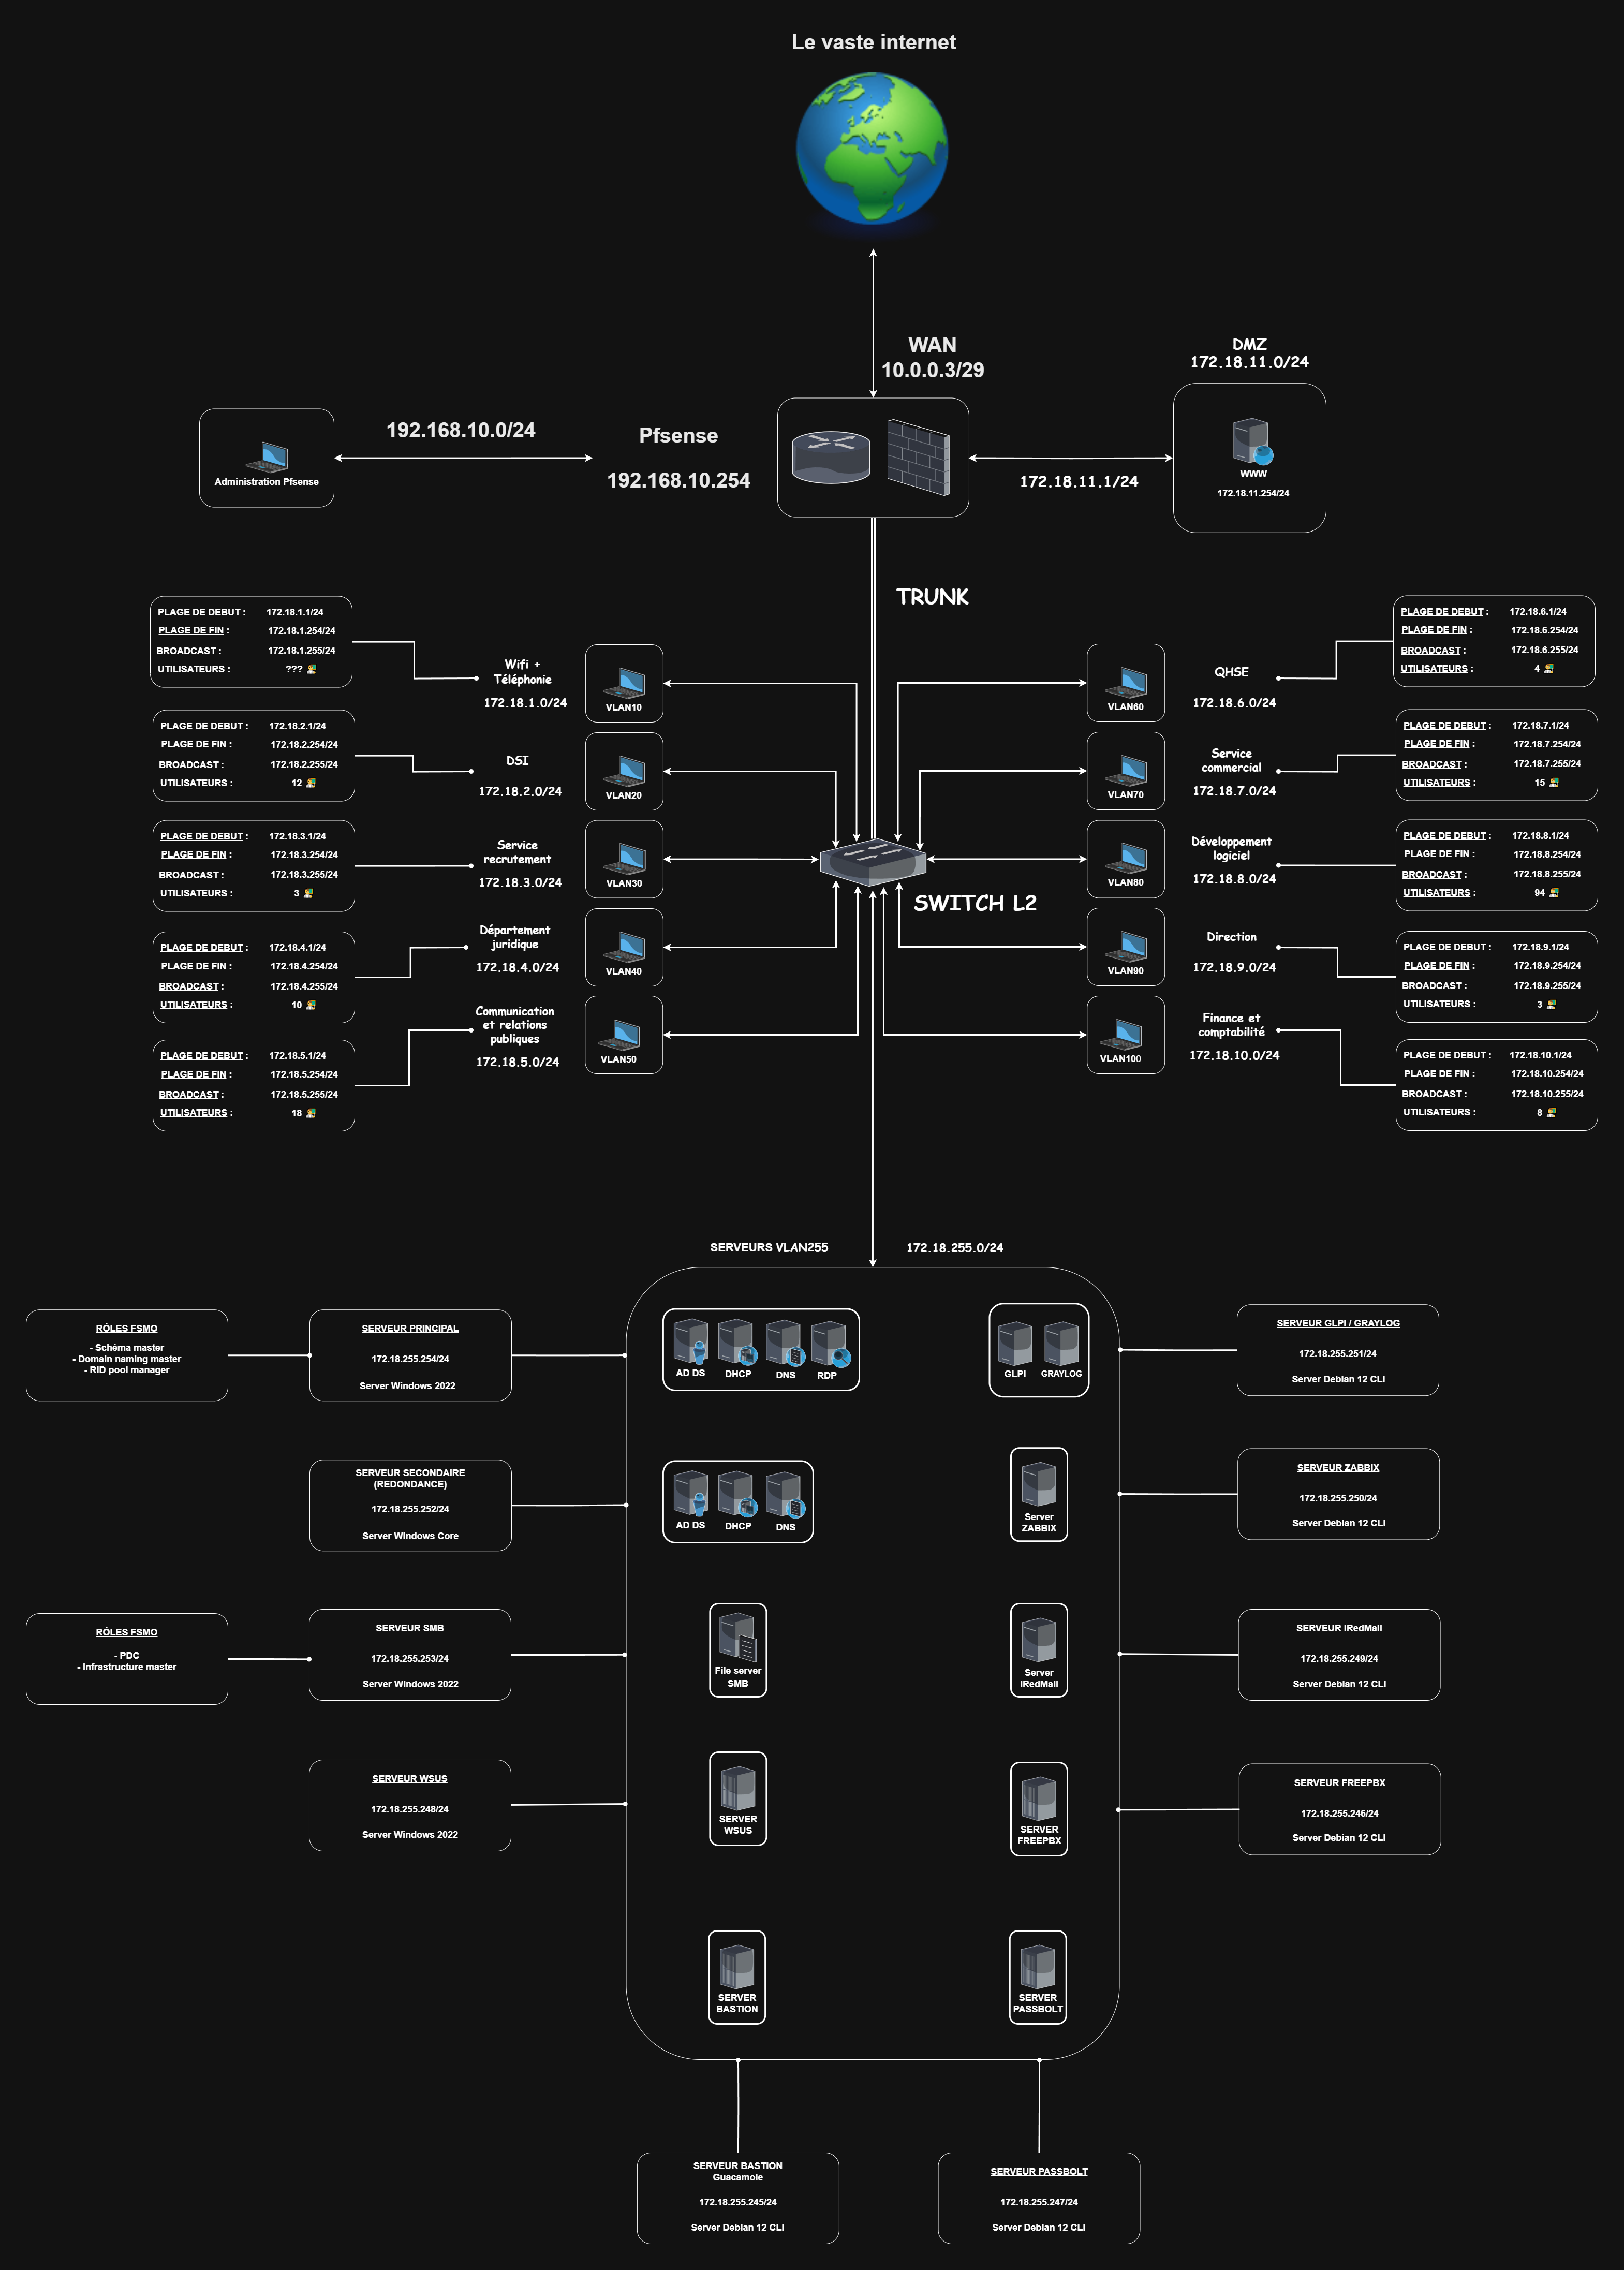 Le vaste internet
WAN
10.0.0.3/29
DMZ
172.18.11.0/24
192.168.10.0/24
Administration Pfsense
Pfsense
192.168.10.254
172.18.11.1/24
WWW
172.18.11.254/24
TRUNK
PLAGE DE DEBUT : 172.18.1.1/24
PLAGE DE FIN : 172.18.1.254/24
BROADCAST : 172.18.1.255/24
UTILISATEURS : ???
Wifi +
Téléphonie
172.18.1.0/24
VLAN10
PLAGE DE DEBUT : 172.18.2.1/24
PLAGE DE FIN : 172.18.2.254/24
BROADCAST : 172.18.2.255/24
UTILISATEURS : 12
DSI
172.18.2.0/24
VLAN20
PLAGE DE DEBUT : 172.18.3.1/24
PLAGE DE FIN : 172.18.3.254/24
BROADCAST : 172.18.3.255/24
UTILISATEURS : 3
Service
recrutement
172.18.3.0/24
VLAN30
PLAGE DE DEBUT : 172.18.4.1/24
PLAGE DE FIN : 172.18.4.254/24
BROADCAST : 172.18.4.255/24
UTILISATEURS : 10
Département
juridique
172.18.4.0/24
VLAN40
PLAGE DE DEBUT : 172.18.5.1/24
PLAGE DE FIN : 172.18.5.254/24
BROADCAST : 172.18.5.255/24
UTILISATEURS : 18
Communication
et relations
publiques
172.18.5.0/24
VLAN50
SWITCH L2
VLAN60
QHSE
172.18.6.0/24
PLAGE DE DEBUT : 172.18.6.1/24
PLAGE DE FIN : 172.18.6.254/24
BROADCAST : 172.18.6.255/24
UTILISATEURS : 4
VLAN70
Service
commercial
172.18.7.0/24
PLAGE DE DEBUT : 172.18.7.1/24
PLAGE DE FIN : 172.18.7.254/24
BROADCAST : 172.18.7.255/24
UTILISATEURS : 15
VLAN80
Développement
logiciel
172.18.8.0/24
PLAGE DE DEBUT : 172.18.8.1/24
PLAGE DE FIN : 172.18.8.254/24
BROADCAST : 172.18.8.255/24
UTILISATEURS : 94
VLAN90
Direction
172.18.9.0/24
PLAGE DE DEBUT : 172.18.9.1/24
PLAGE DE FIN : 172.18.9.254/24
BROADCAST : 172.18.9.255/24
UTILISATEURS : 3
VLAN100
Finance et
comptabilité
172.18.10.0/24
PLAGE DE DEBUT : 172.18.10.1/24
PLAGE DE FIN : 172.18.10.254/24
BROADCAST : 172.18.10.255/24
UTILISATEURS : 8
SERVEURS VLAN255 172.18.255.0/24
RÔLES FSMO
- Schéma master
- Domain naming master
- RID pool manager
SERVEUR PRINCIPAL
172.18.255.254/24
Server Windows 2022
AD DS DHCP DNS RDP
GLPI GRAYLOG
SERVEUR GLPI / GRAYLOG
172.18.255.251/24
Server Debian 12 CLI
SERVEUR SECONDAIRE
(REDONDANCE)
172.18.255.252/24
Server Windows Core
AD DS DHCP DNS
Server
ZABBIX
SERVEUR ZABBIX
172.18.255.250/24
Server Debian 12 CLI
RÔLES FSMO
- PDC
- Infrastructure master
SERVEUR SMB
172.18.255.253/24
Server Windows 2022
File server
SMB
Server
iRedMail
SERVEUR iRedMail
172.18.255.249/24
Server Debian 12 CLI
SERVEUR WSUS
172.18.255.248/24
Server Windows 2022
SERVER
WSUS
SERVER
FREEPBX
SERVEUR FREEPBX
172.18.255.246/24
Server Debian 12 CLI
SERVER
BASTION
SERVER
PASSBOLT
SERVEUR BASTION
Guacamole
172.18.255.245/24
Server Debian 12 CLI
SERVEUR PASSBOLT
172.18.255.247/24
Server Debian 12 CLI